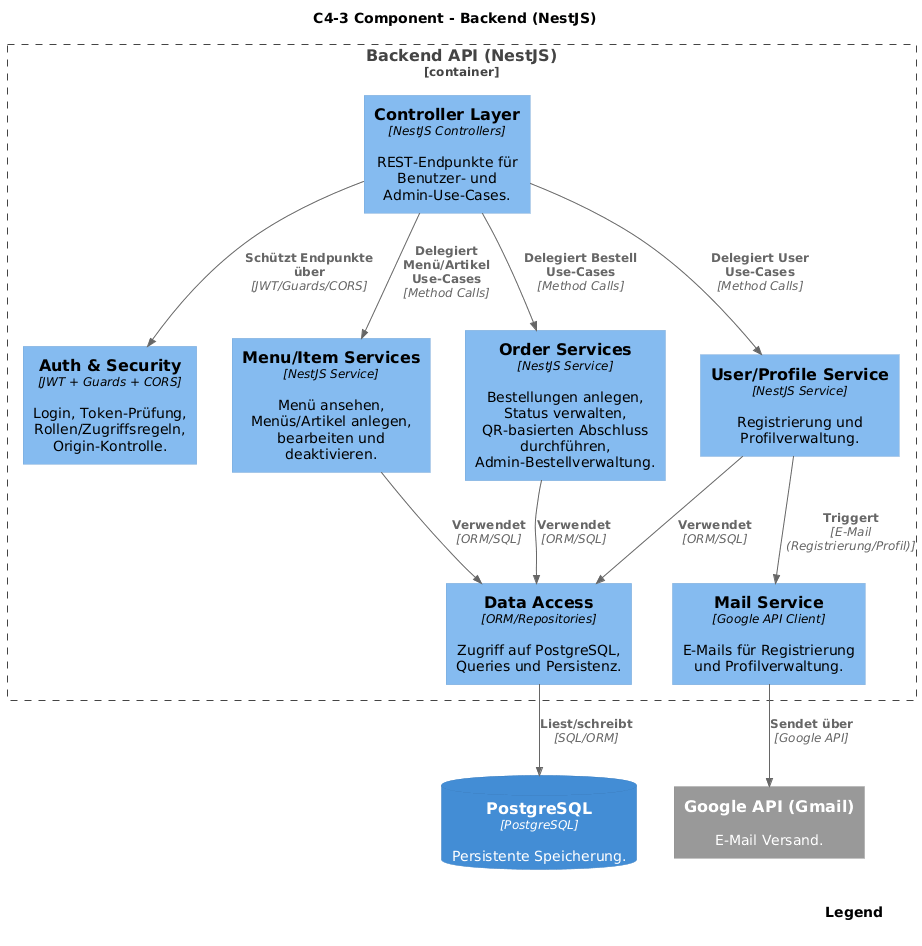 C4-3 Component - Backend (NestJS)
Backend API (NestJS)
[container]
Controller Layer
[NestJS Controllers]
REST-Endpunkte für
Benutzer- und
Admin-Use-Cases.
Schützt Endpunkte
über
[JWT/Guards/CORS]
Delegiert
Menü/Artikel
Use-Cases
[Method Calls]
Delegiert Bestell
Use-Cases
[Method Calls]
Delegiert User
Use-Cases
[Method Calls]
Auth & Security
[JWT + Guards + CORS]
Login, Token-Prüfung,
Rollen/Zugriffsregeln,
Origin-Kontrolle.
Menu/Item Services
[NestJS Service]
Menü ansehen,
Menüs/Artikel anlegen,
bearbeiten und
deaktivieren.
Order Services
[NestJS Service]
Bestellungen anlegen,
Status verwalten,
QR-basierten Abschluss
durchführen,
Admin-Bestellverwaltung.
User/Profile Service
[NestJS Service]
Registrierung und
Profilverwaltung.
Verwendet
[ORM/SQL]
Verwendet
[ORM/SQL]
Verwendet
[ORM/SQL]
Triggert
[E-Mail
(Registrierung/Profil)]
Data Access
[ORM/Repositories]
Zugriff auf PostgreSQL,
Queries und Persistenz.
Mail Service
[Google API Client]
E-Mails für Registrierung
und Profilverwaltung.
Liest/schreibt
[SQL/ORM]
Sendet über
[Google API]
PostgreSQL
[PostgreSQL]
Persistente Speicherung.
Google API (Gmail)
E-Mail Versand.
Legend